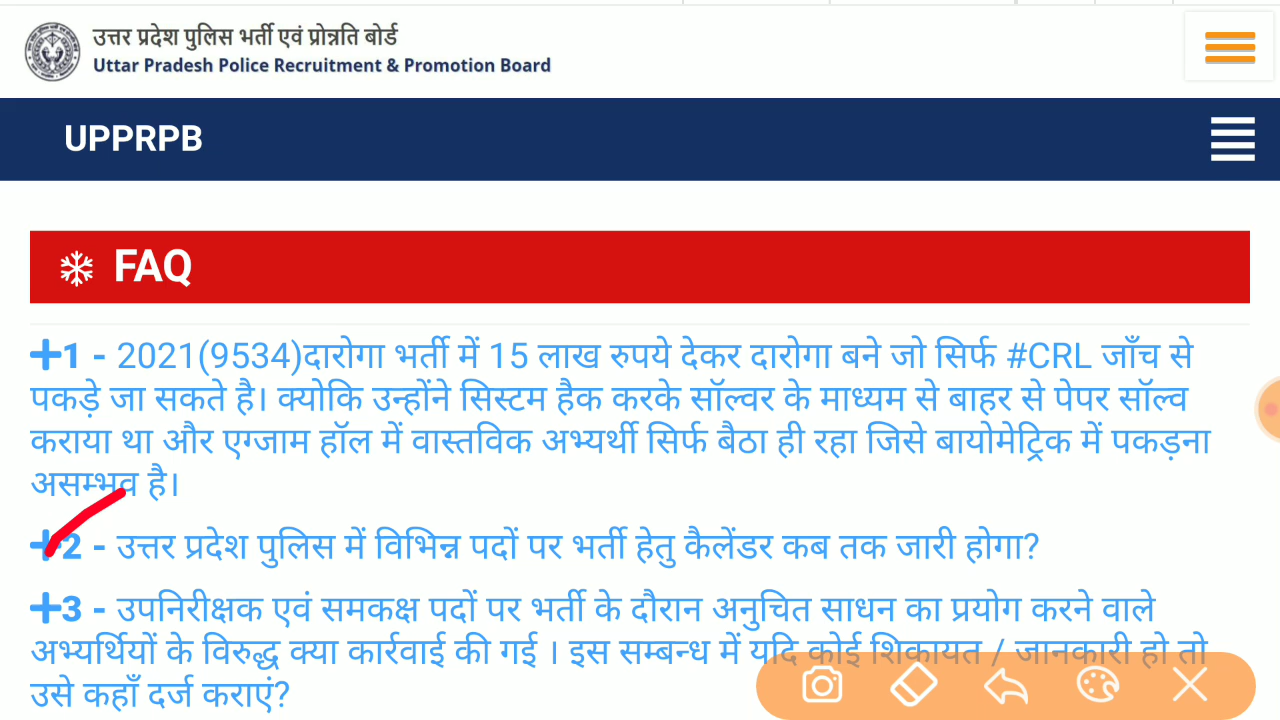 उत्तर प्रदेश पुलिस भर्ती एवं प्रोन्नति बोर्ड
Uttar Pradesh Police Recruitment & Promotion Board
UPPRPB
FAQ
1 - 2021(9534)दारोगा भर्ती में 15 लाख रुपये देकर दारोगा बने जो सिर्फ #CRL जाँच से
पकड़े जा सकते है। क्योकि उन्होंने सिस्टम हैक करके सॉल्वर के माध्यम से बाहर से पेपर सॉल्व
कराया था और एग्जाम हॉल में वास्तविक अभ्यर्थी सिर्फ बैठा ही रहा जिसे बायोमेट्रिक में पकड़ना
असम्भव है।
2 - उत्तर प्रदेश पुलिस में विभिन्न पदों पर भर्ती हेतु कैलेंडर कब तक जारी होगा?
3 - उपनिरीक्षक एवं समकक्ष पदों पर भर्ती के दौरान अनुचित साधन का प्रयोग करने वाले
अभ्यर्थियों के विरुद्ध क्या कार्रवाई की गई । इस सम्बन्ध में यदि कोई शिकायत / जानकारी हो तो
उसे कहाँ दर्ज कराएं?